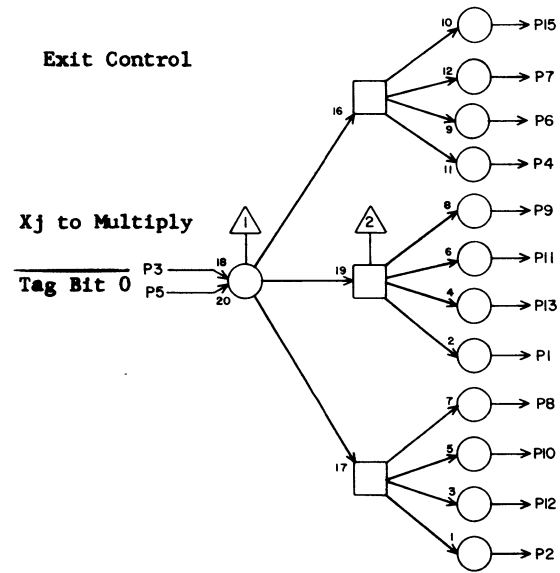 Exit Control
10 P15
12 P7
16
9 P6
11 P4
Xj to Multiply
1
2
8 P9
P3 18
6 P11
19
Tag Bit 0
P5 20
4 P13
2 P1
7 P8
17
5 P10
3 P12
1 P2